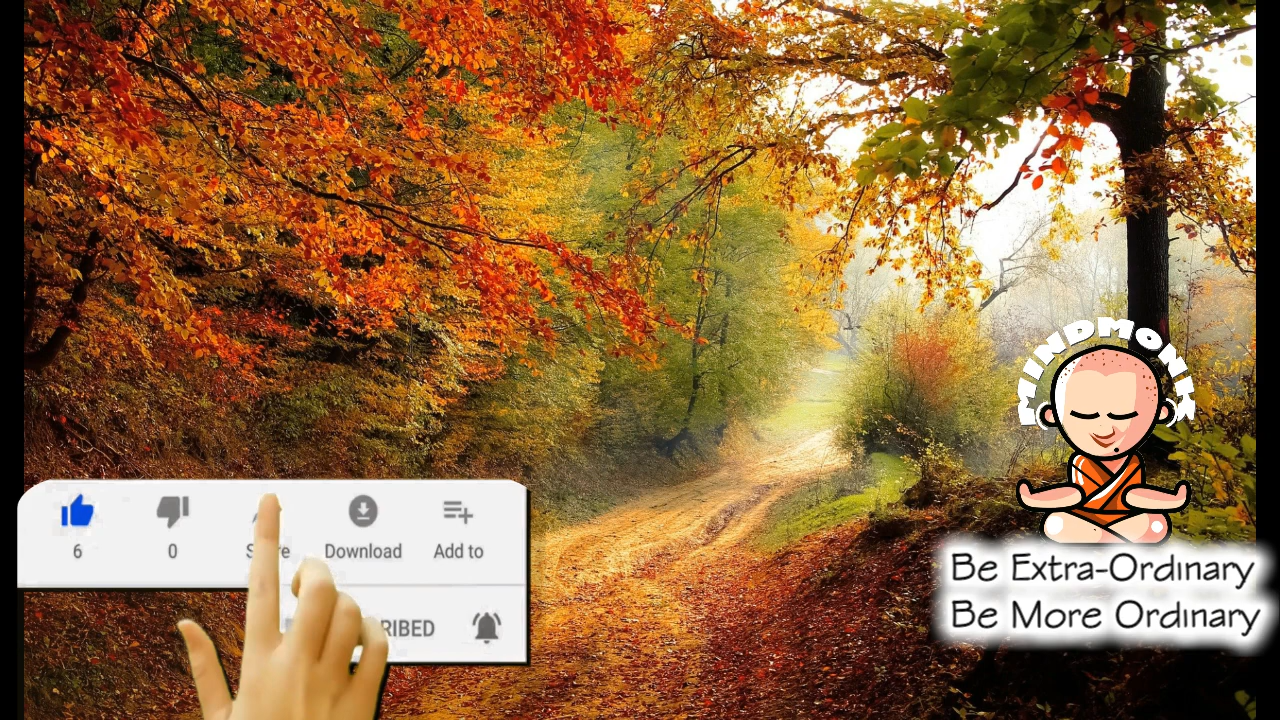 MINDMONK
6
0
Download
Add to
Be Extra-Ordinary
Be More Ordinary